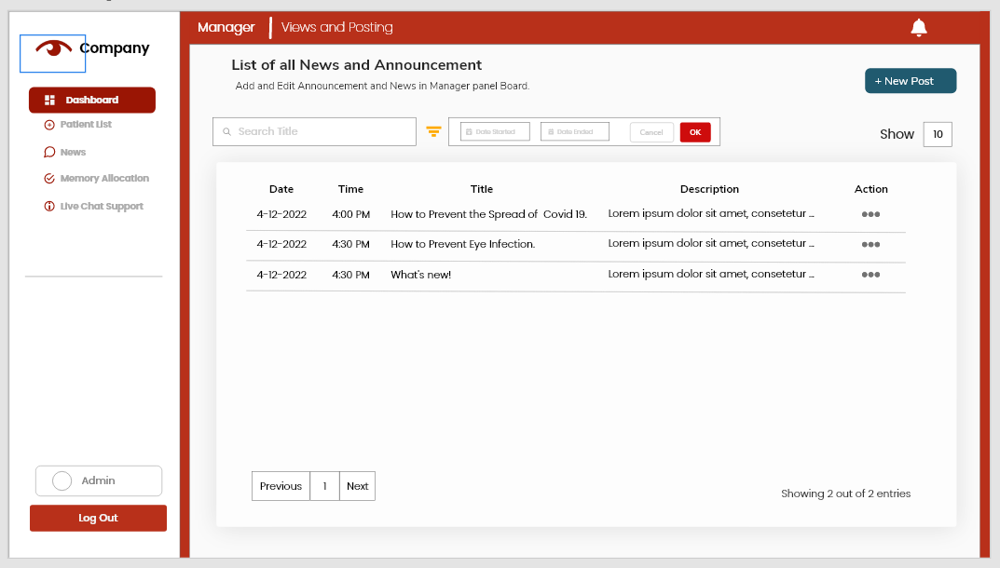 Company
Dashboard
Patient List
News
Memory Allocation
Live Chat Support
Admin
Log Out
Manager Views and Posting
List of all News and Announcement
Add and Edit Announcement and News in Manager panel Board.
+ New Post
Search Title
Date Started Date Ended Cancel OK
Show 10
Date Time Title Description Action
4-12-2022 4:00 PM How to Prevent the Spread of Covid 19. Lorem ipsum dolor sit amet, consetetur ...
4-12-2022 4:30 PM How to Prevent Eye Infection. Lorem ipsum dolor sit amet, consetetur ...
4-12-2022 4:30 PM What's new! Lorem ipsum dolor sit amet, consetetur ...
Previous 1 Next
Showing 2 out of 2 entries